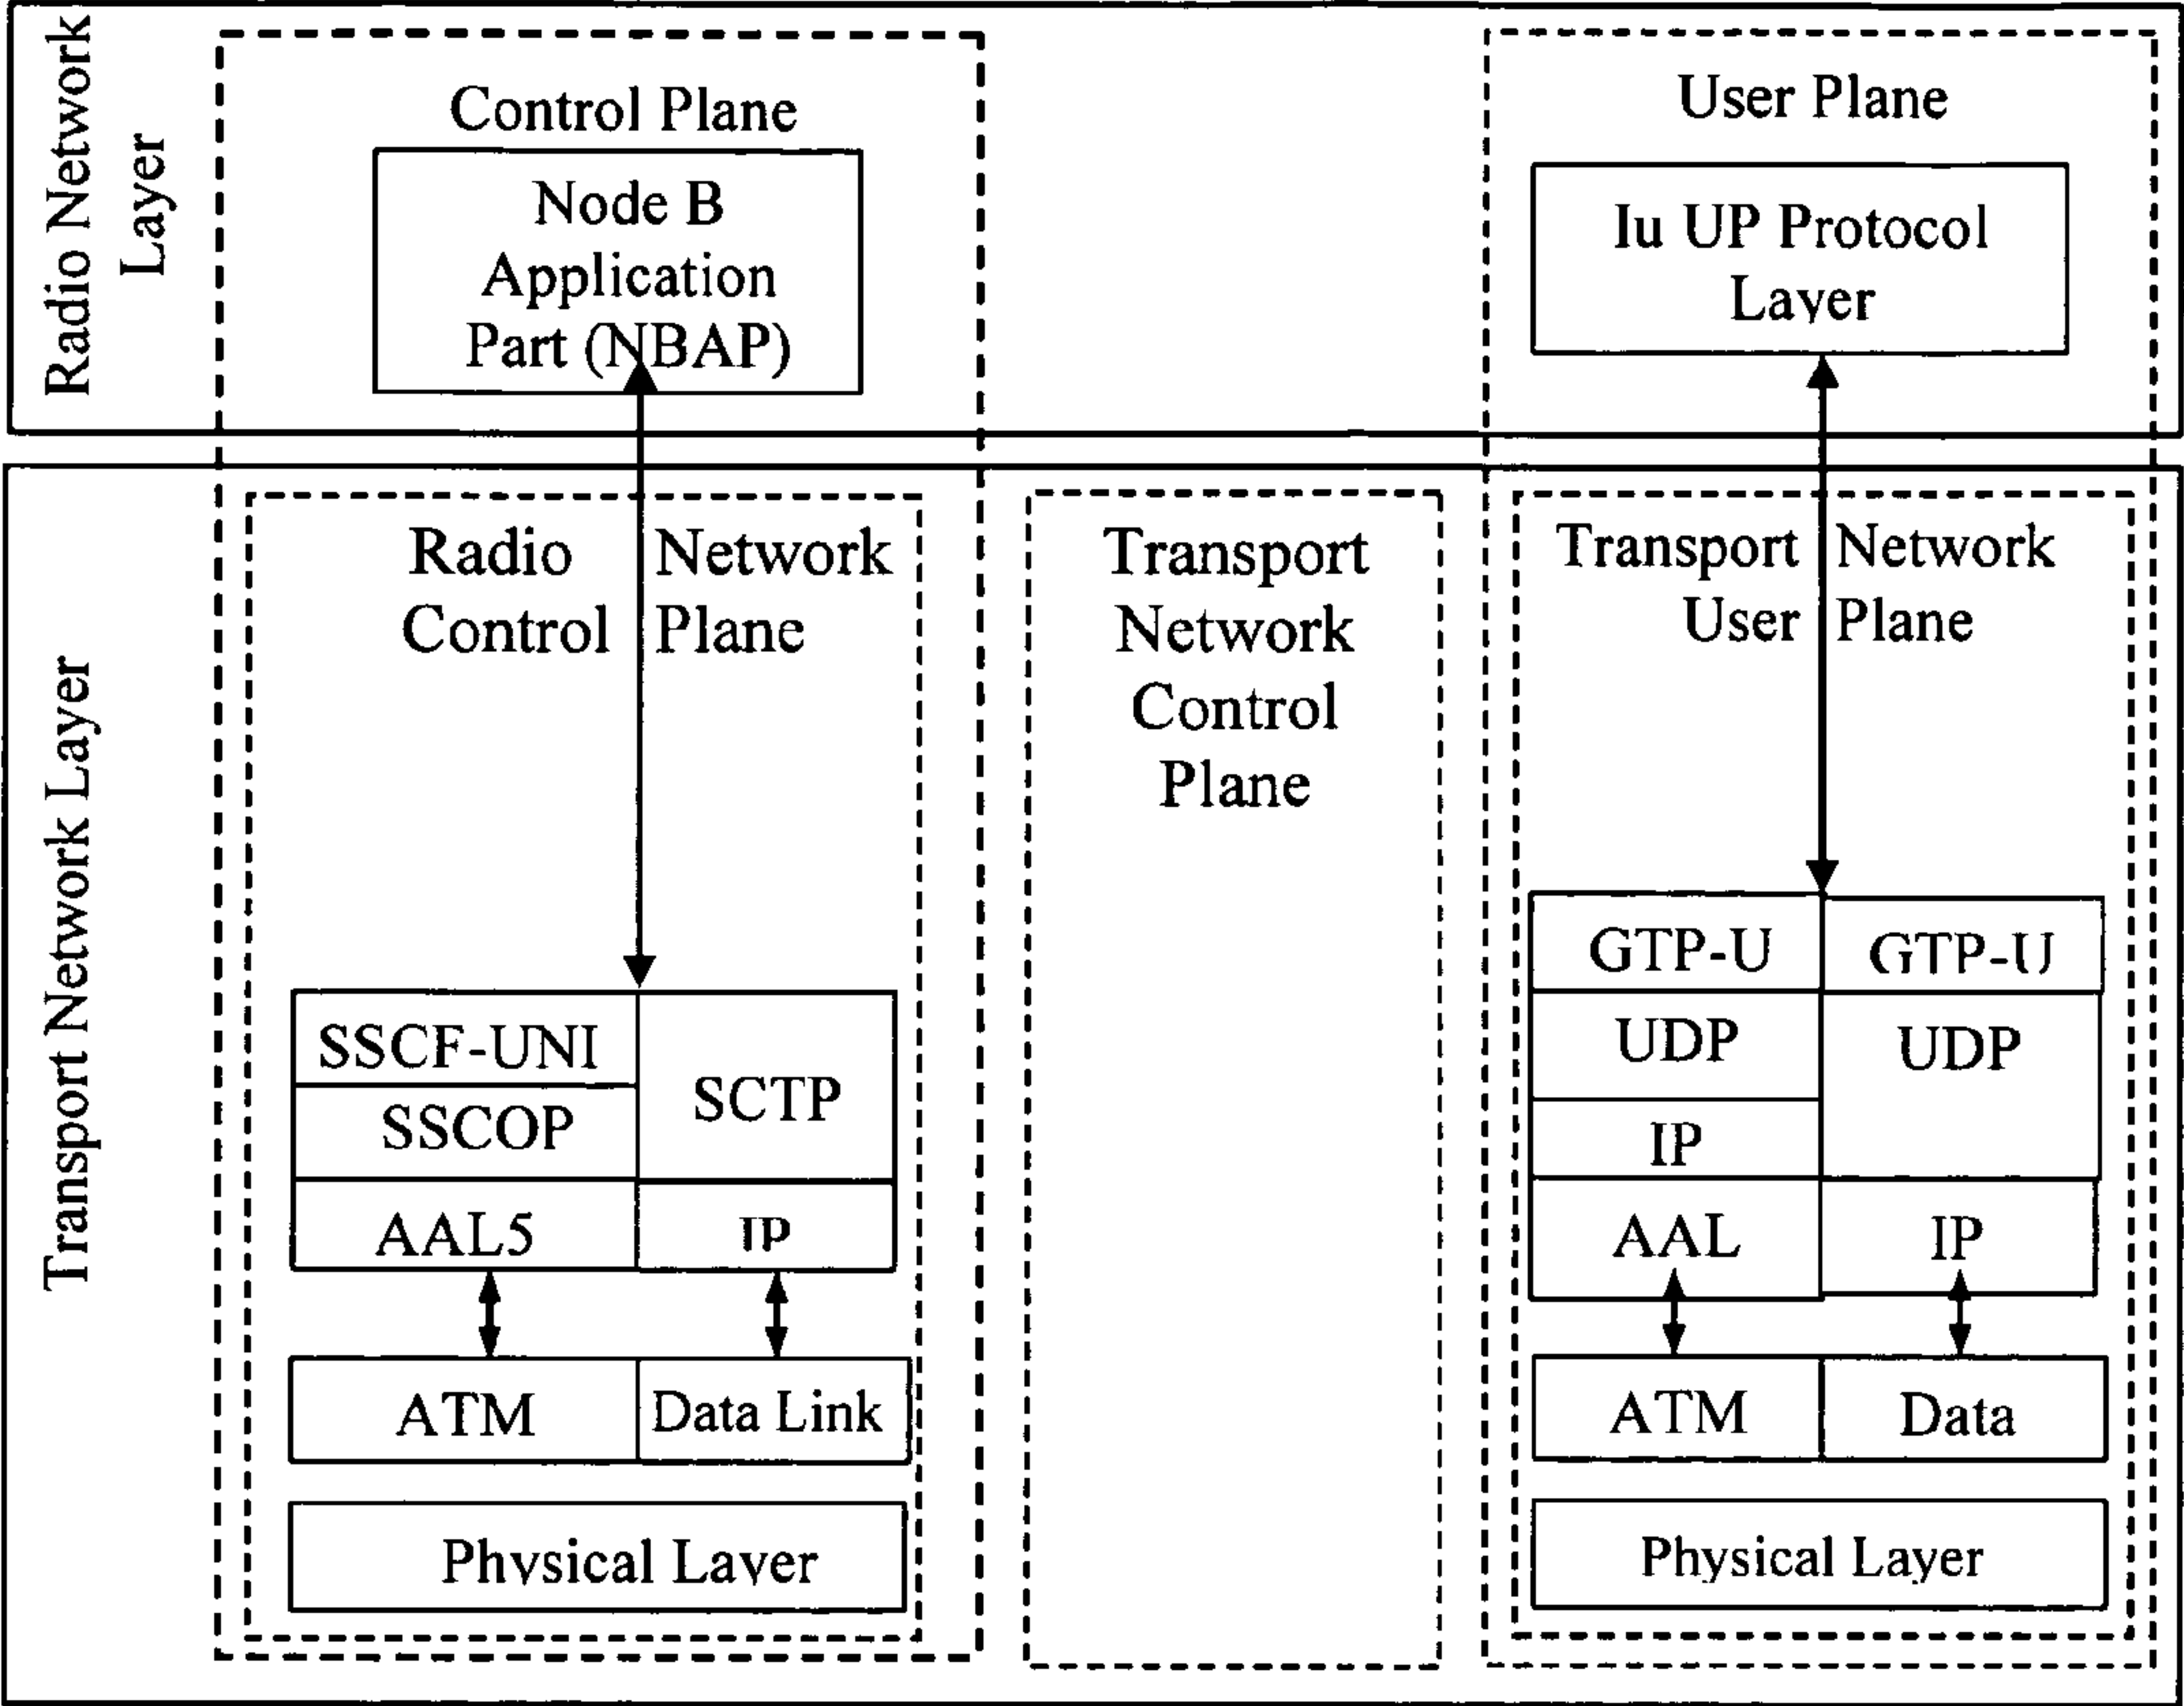 Radio Network
Layer
Control Plane
Node B
Application
Part (NBAP)
User Plane
Iu UP Protocol
Layer
Transport Network Layer
Radio Network
Control Plane
SSCF-UNI
SSCOP
AAL5
SCTP
IP
ATM
Data Link
Physical Layer
Transport
Network
Control
Plane
Transport Network
User Plane
GTP-U
UDP
IP
AAL
GTP-U
UDP
IP
ATM
Data
Physical Layer